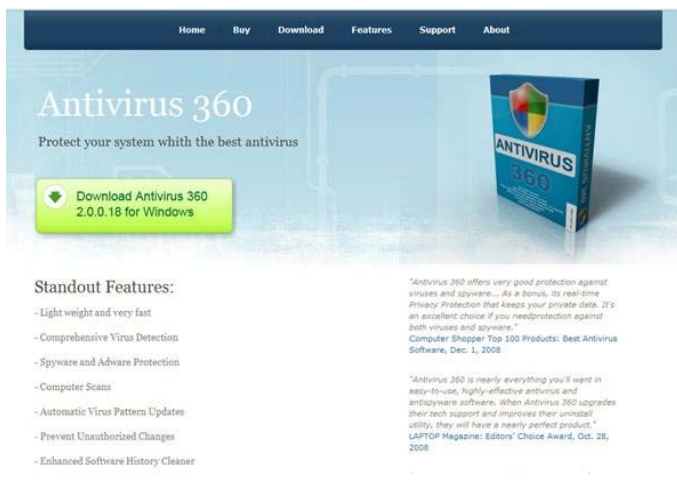 Home Buy Download Features Support About
Antivirus 360
Protect your system whith the best antivirus
Download Antivirus 360
2.0.0.18 for Windows
ANTIVIRUS
360
ANTIVIRUS 360
Standout Features:
- Light weight and very fast
- Comprehensive Virus Detection
- Spyware and Adware Protection
- Computer Scans
- Automatic Virus Pattern Updates
- Prevent Unauthorized Changes
- Enhanced Software History Cleaner
"Antivirus 360 offers very good protection against
viruses and spyware... As a bonus, its real-time
Privacy Protection that keeps your private data. It's
an excellent choice if you needprotection against
both viruses and spyware."
Computer Shopper Top 100 Products: Best Antivirus
Software, Dec. 1, 2008
"Antivirus 360 is nearly everything you'll want in
easy-to-use, highly-effective antivirus and
antispyware software. When Antivirus 360 upgrades
their tech support and improves their uninstall
utility, they will have a nearly perfect product."
LAPTOP Magazine: Editors' Choice Award, Oct. 28,
2008